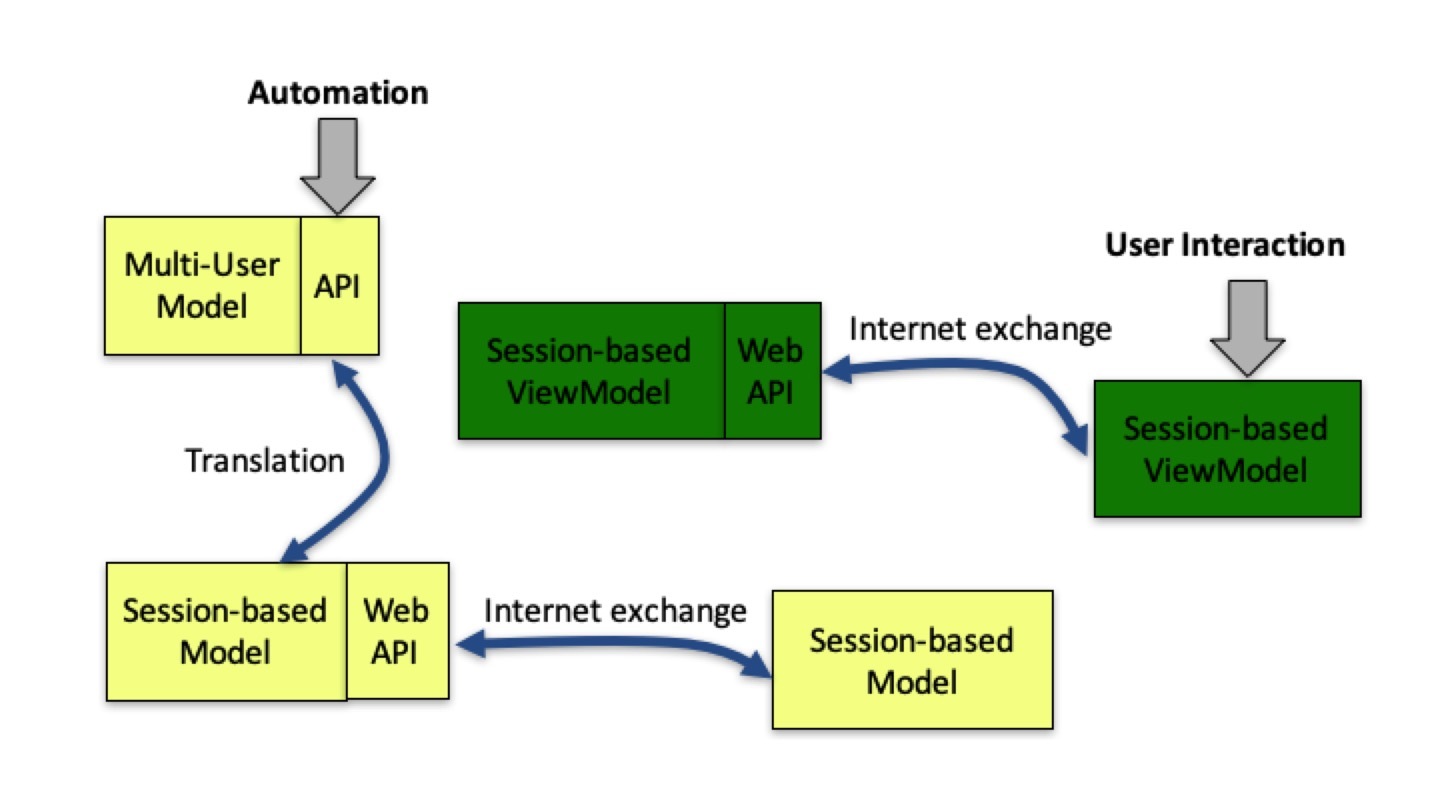 Automation
Multi-User
Model
API
User Interaction
Session-based
ViewModel
Web
API
Internet exchange
Session-based
ViewModel
Translation
Session-based
Model
Web
API
Internet exchange
Session-based
Model